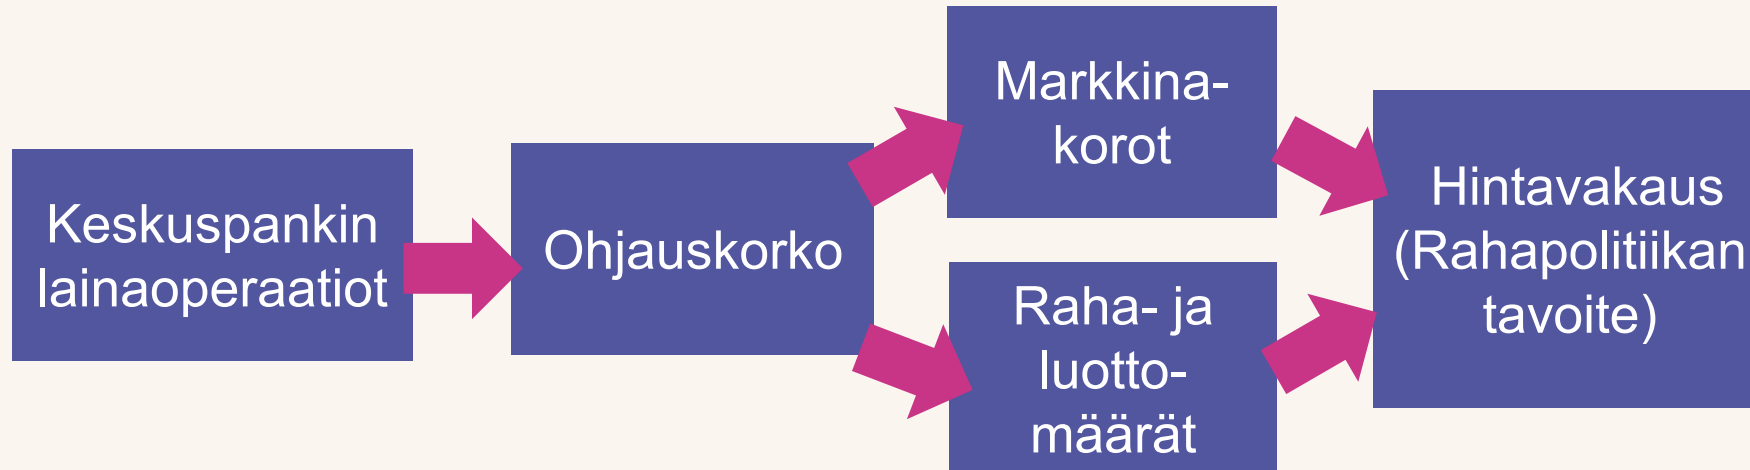 Keskuspankin
lainaoperaatiot
Ohjauskorko
Markkina-
korot
Raha- ja
luotto-
määrät
Hintavakaus
(Rahapolitiikan
tavoite)